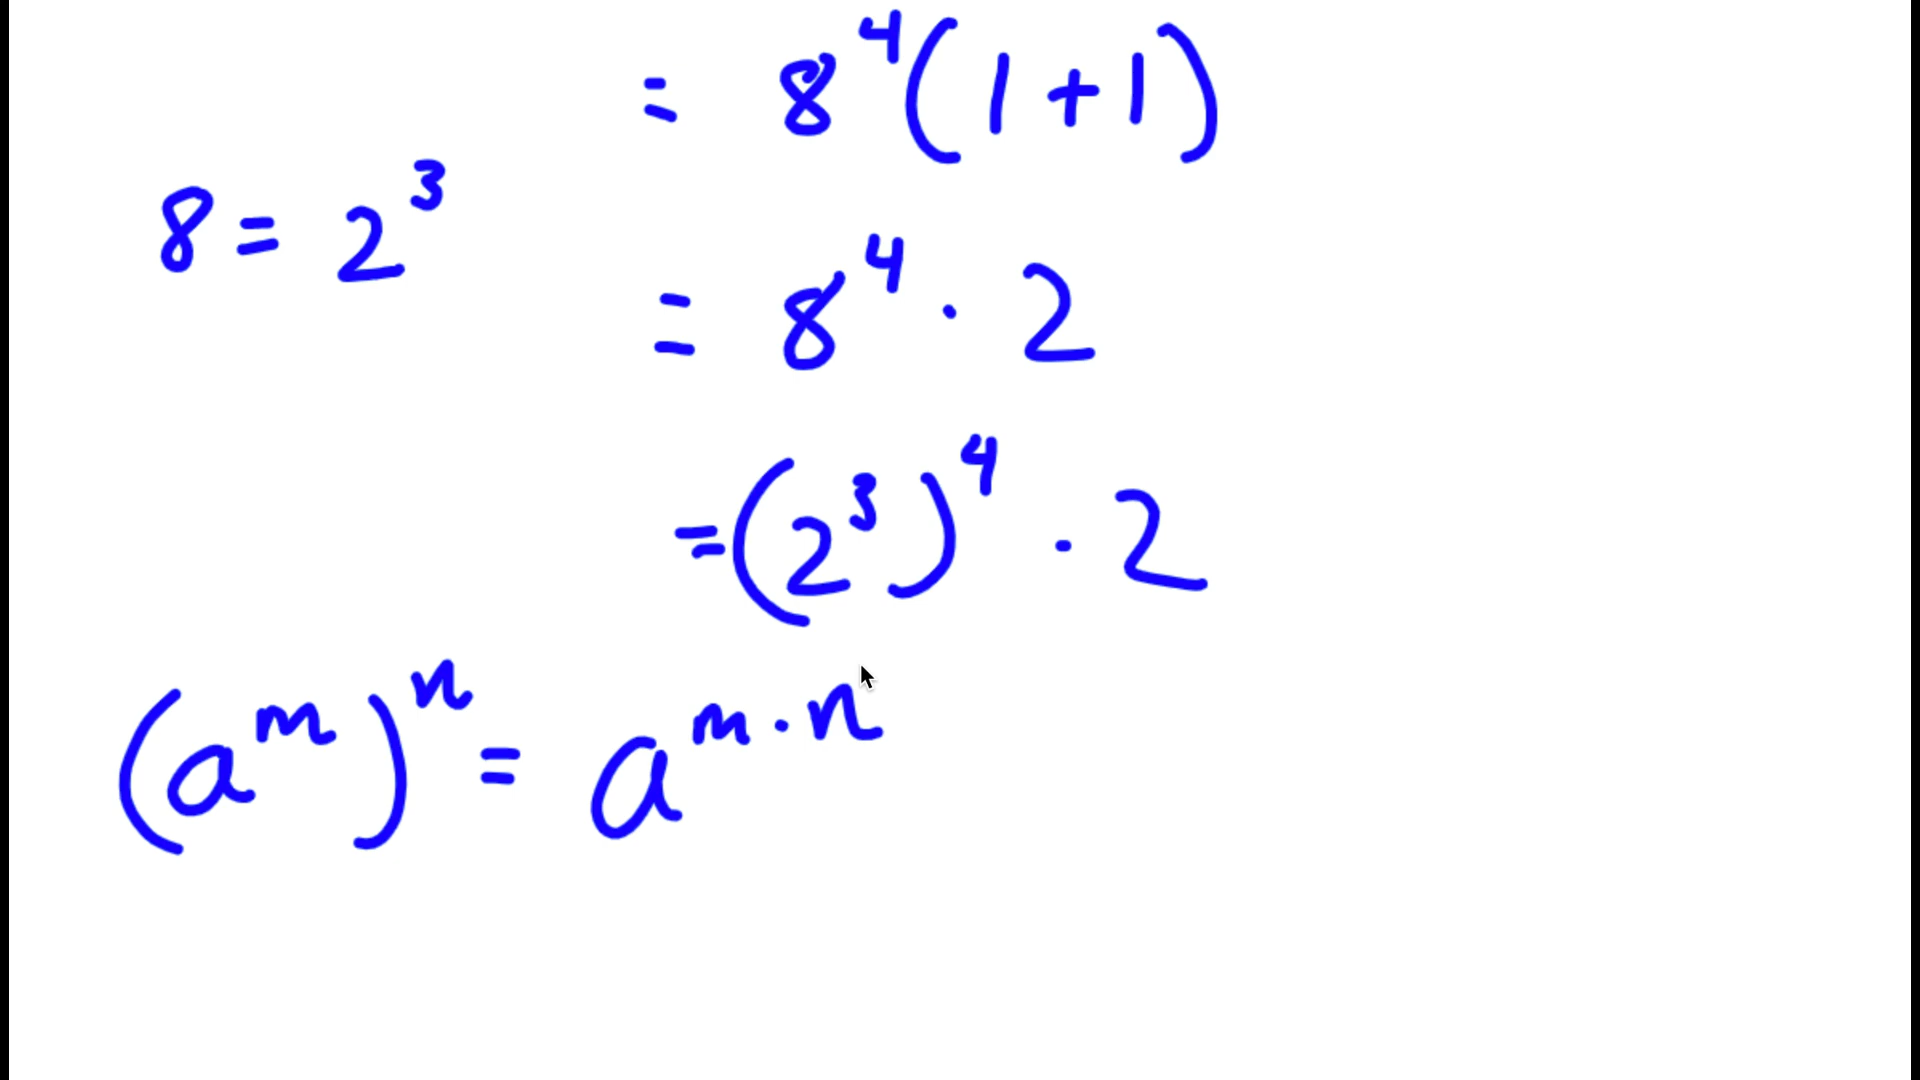 = 8⁴(1+1)
8 = 2³
= 8⁴ · 2
= (2³)⁴ · 2
(aᵐ)ⁿ = aᵐ·ⁿ